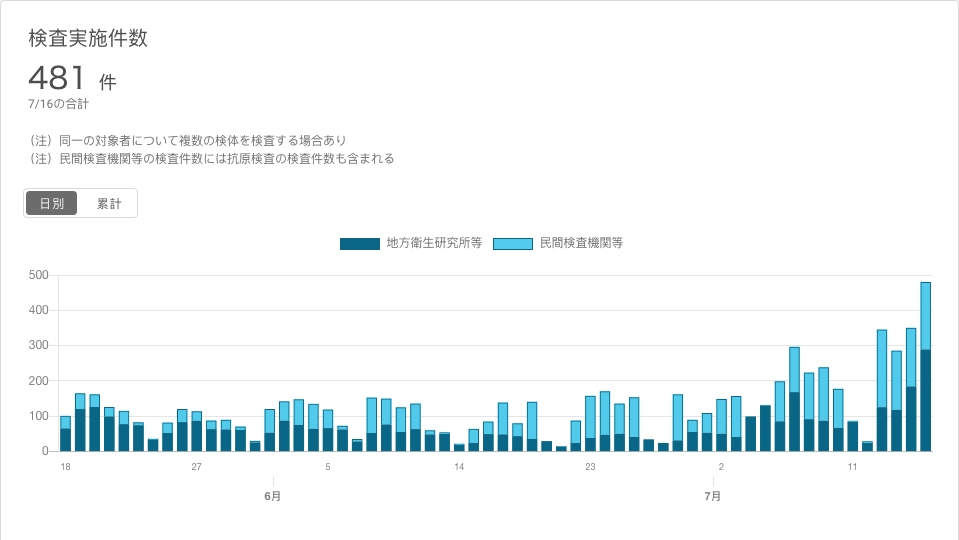 検査実施件数
481 件
7/16の合計
（注）同一の対象者について複数の検体を検査する場合あり
（注）民間検査機関等の検査件数には抗原検査の検査件数も含まれる
日別 累計
地方衛生研究所等 民間検査機関等
500
400
300
200
100
0
18 27 5 14 23 2 11
6月 7月